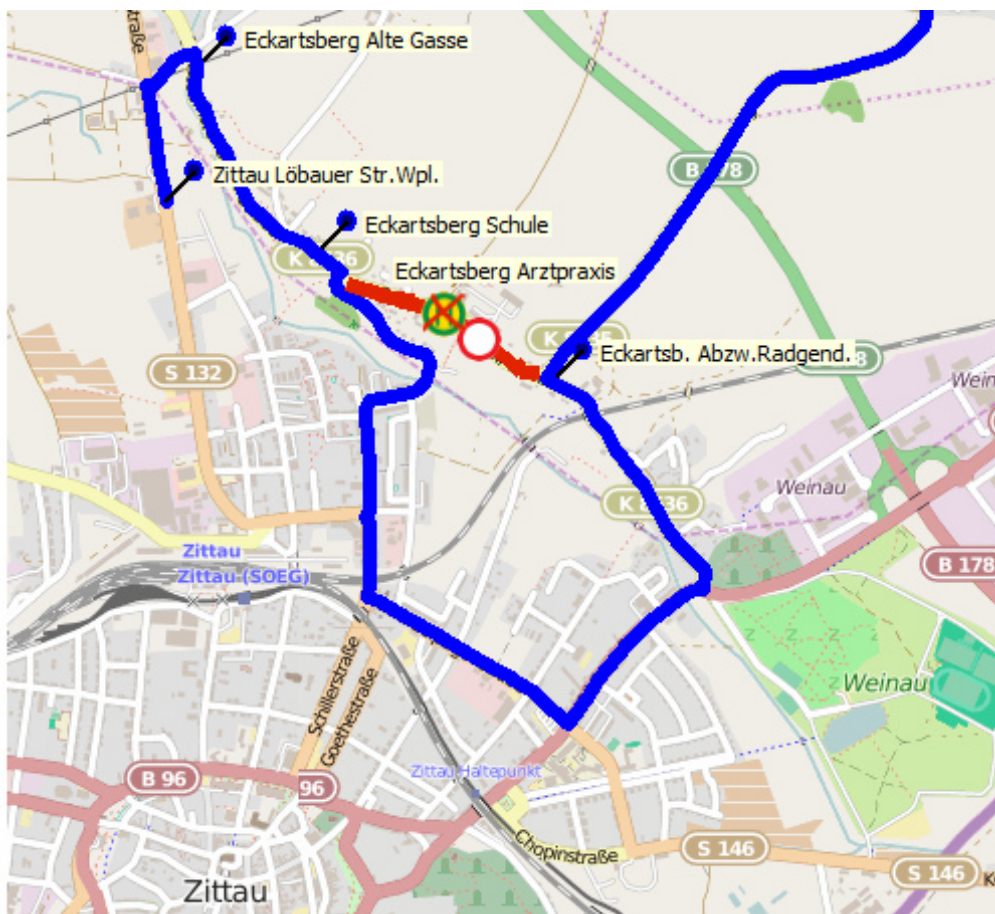 Eckartsberg Alte Gasse
Zittau Löbauer Str.Wpl.
B 178
Eckartsberg Schule
Eckartsberg Arztpraxis
Eckartsb. Abzw.Radgend.
S 132
Weinau
K 8636
Zittau
Zittau (SOEG)
B 178
Schillerstraße
Goethestraße
Weinau
Zittau Haltepunkt
B 96
96
Chopinstraße
S 146
S 146
Zittau